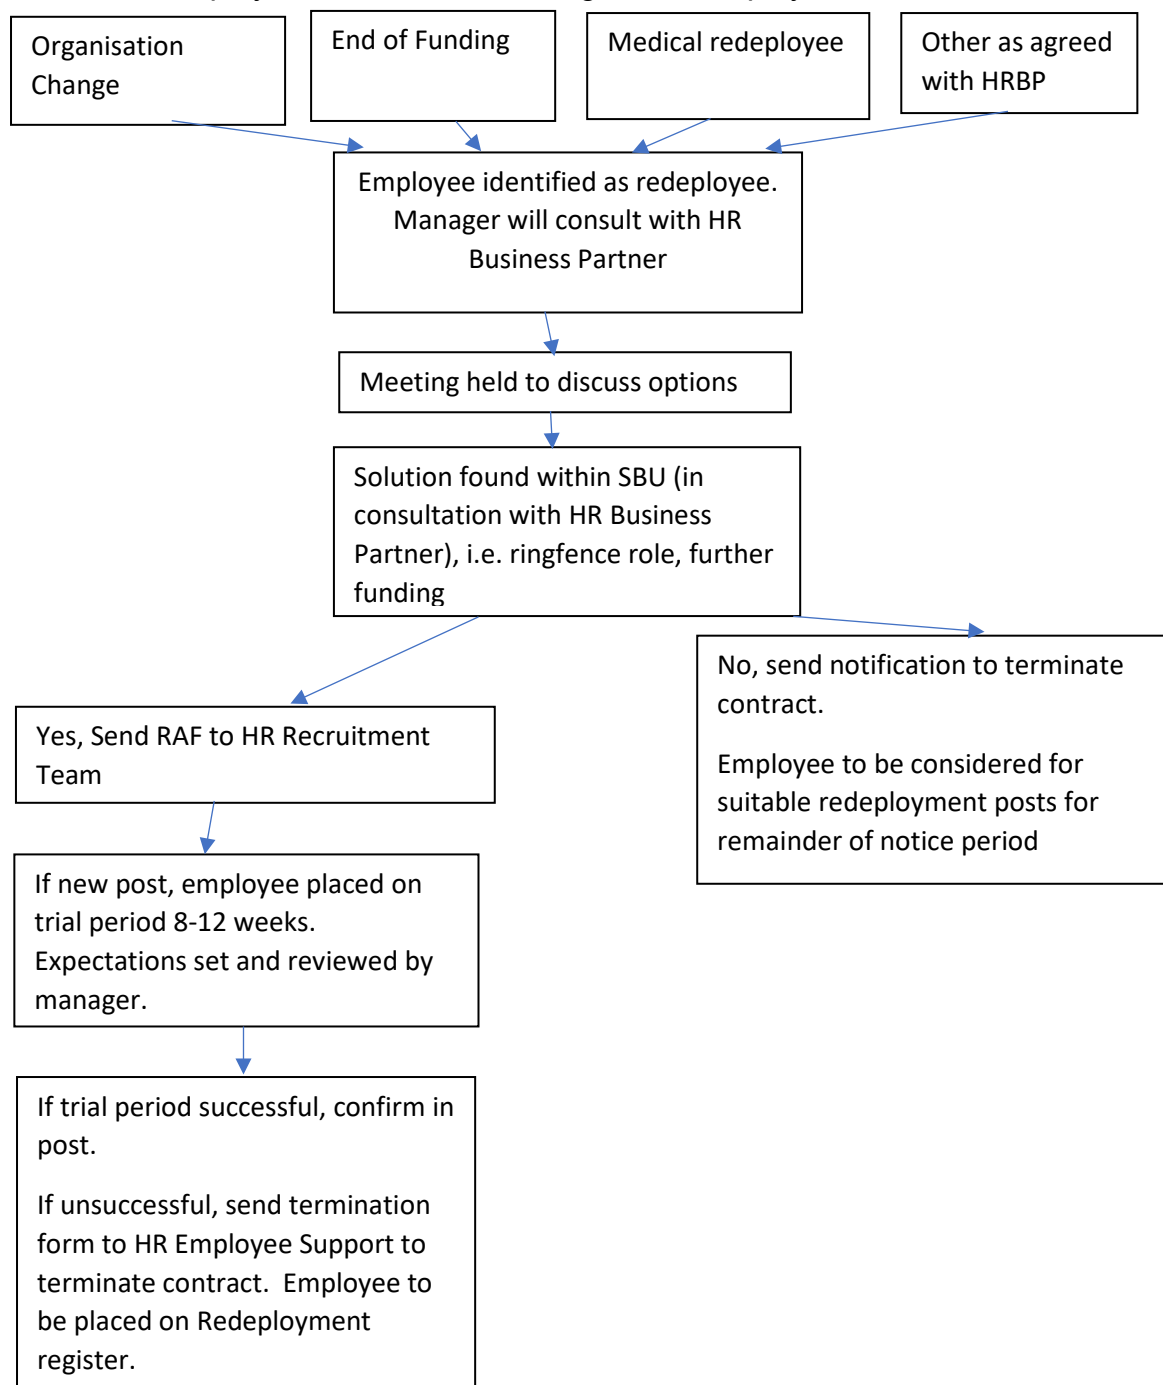 Organisation
Change
End of Funding
Medical redeployee
Other as agreed
with HRBP
Employee identified as redeployee.
Manager will consult with HR
Business Partner
Meeting held to discuss options
Solution found within SBU (in
consultation with HR Business
Partner), i.e. ringfence role, further
funding
No, send notification to terminate
contract.
Employee to be considered for
suitable redeployment posts for
remainder of notice period
Yes, Send RAF to HR Recruitment
Team
If new post, employee placed on
trial period 8-12 weeks.
Expectations set and reviewed by
manager.
If trial period successful, confirm in
post.
If unsuccessful, send termination
form to HR Employee Support to
terminate contract.  Employee to
be placed on Redeployment
register.